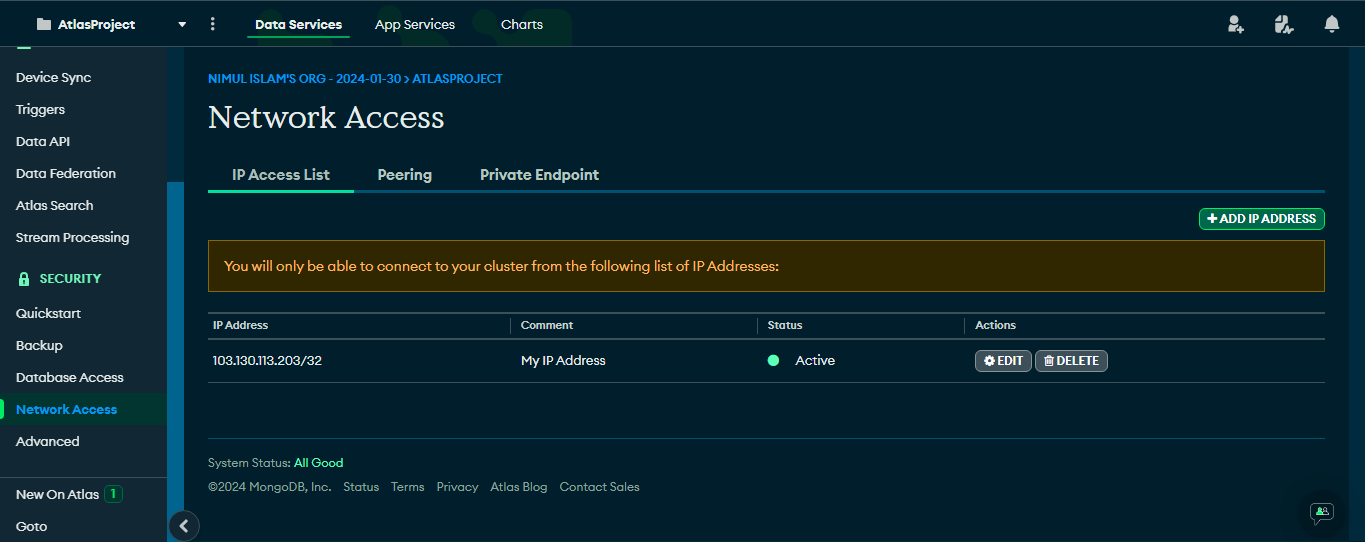 AtlasProject
Data Services App Services Charts
Device Sync
Triggers
Data API
Data Federation
Atlas Search
Stream Processing
SECURITY
Quickstart
Backup
Database Access
Network Access
Advanced
New On Atlas 1
Goto
NIMUL ISLAM'S ORG - 2024-01-30 > ATLASPROJECT
Network Access
IP Access List Peering Private Endpoint
+ ADD IP ADDRESS
You will only be able to connect to your cluster from the following list of IP Addresses:
IP Address Comment Status Actions
103.130.113.203/32 My IP Address Active EDIT DELETE
System Status: All Good
©2024 MongoDB, Inc. Status Terms Privacy Atlas Blog Contact Sales